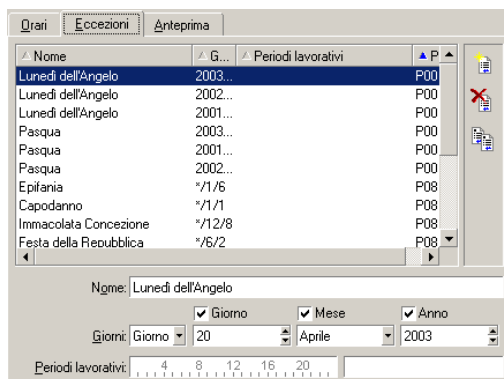 Orari Eccezioni Anteprima
Nome G... Periodi lavorativi P
Lunedì dell'Angelo 2003... P00
Lunedì dell'Angelo 2002... P00
Lunedì dell'Angelo 2001... P00
Pasqua 2003... P00
Pasqua 2001... P00
Pasqua 2002... P00
Epifania */1/6 P08
Capodanno */1/1 P08
Immacolata Concezione */12/8 P08
Festa della Repubblica */6/2 P08
Nome: Lunedì dell'Angelo
Giorno Mese Anno
Giorni: Giorno 20 Aprile 2003
Periodi lavorativi: 4 8 12 16 20